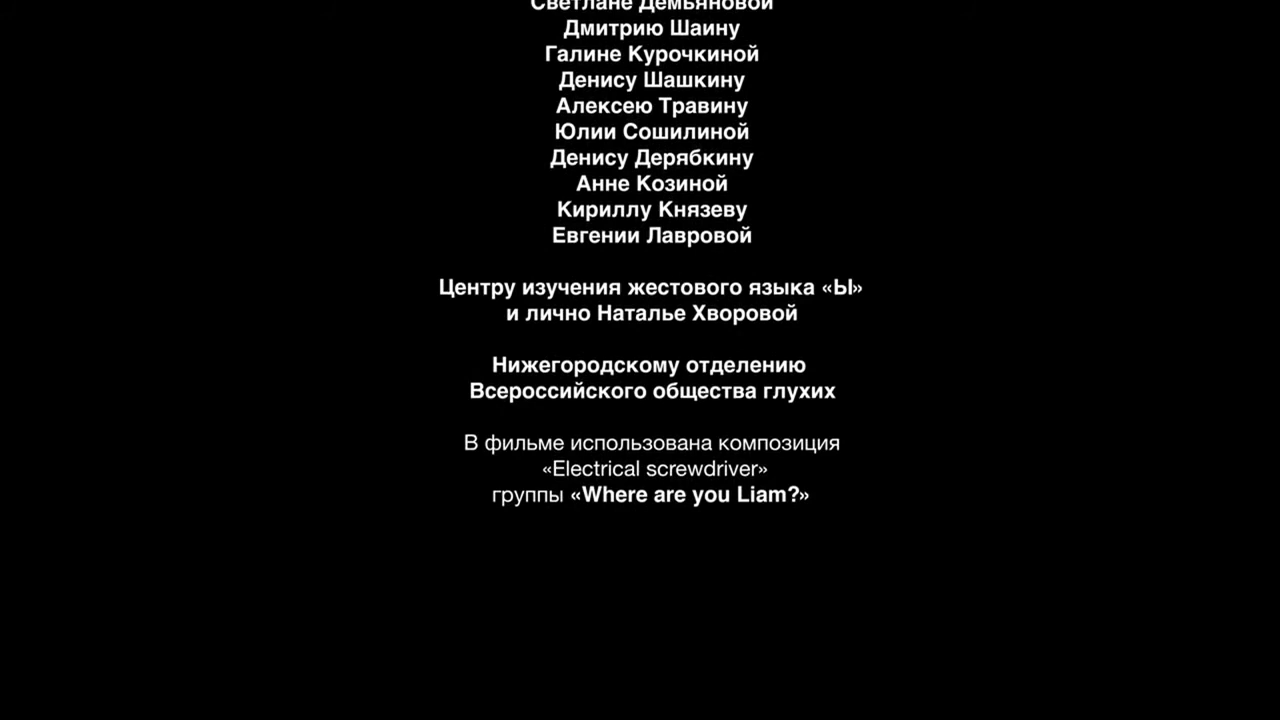 Светлане Демьяновой
Дмитрию Шаину
Галине Курочкиной
Денису Шашкину
Алексею Травину
Юлии Сошилиной
Денису Дерябкину
Анне Козиной
Кириллу Князеву
Евгении Лавровой
Центру изучения жестового языка «Ы»
и лично Наталье Хворовой
Нижегородскому отделению
Всероссийского общества глухих
В фильме использована композиция
«Electrical screwdriver»
группы «Where are you Liam?»